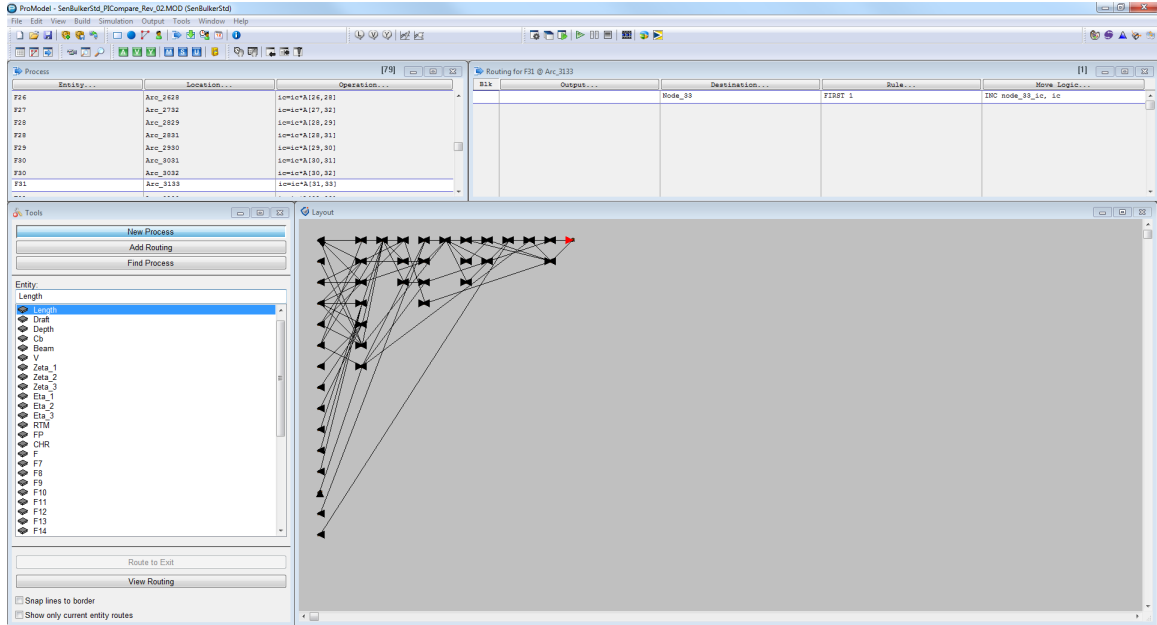 ProModel - SenBulkerStd_PICompare_Rev_02.MOD (SenBulkerStd)
File Edit View Build Simulation Output Tools Window Help
Process [79]
Entity... Location... Operation...
F26 Arc_2628 ic=ic*A[26,28]
F27 Arc_2732 ic=ic*A[27,32]
F28 Arc_2829 ic=ic*A[28,29]
F28 Arc_2831 ic=ic*A[28,31]
F29 Arc_2930 ic=ic*A[29,30]
F30 Arc_3031 ic=ic*A[30,31]
F30 Arc_3032 ic=ic*A[30,32]
F31 Arc_3133 ic=ic*A[31,33]
Routing for F31 @ Arc_3133 [1]
Blk Output... Destination... Rule... Move Logic...
Node_33 FIRST 1 INC node_33_ic, ic
Tools
New Process
Add Routing
Find Process
Entity:
Length
Length
Draft
Depth
Cb
Beam
V
Zeta_1
Zeta_2
Zeta_3
Eta_1
Eta_2
Eta_3
RTM
FP
CHR
F
F7
F8
F9
F10
F11
F12
F13
F14
Route to Exit
View Routing
Snap lines to border
Show only current entity routes
Layout